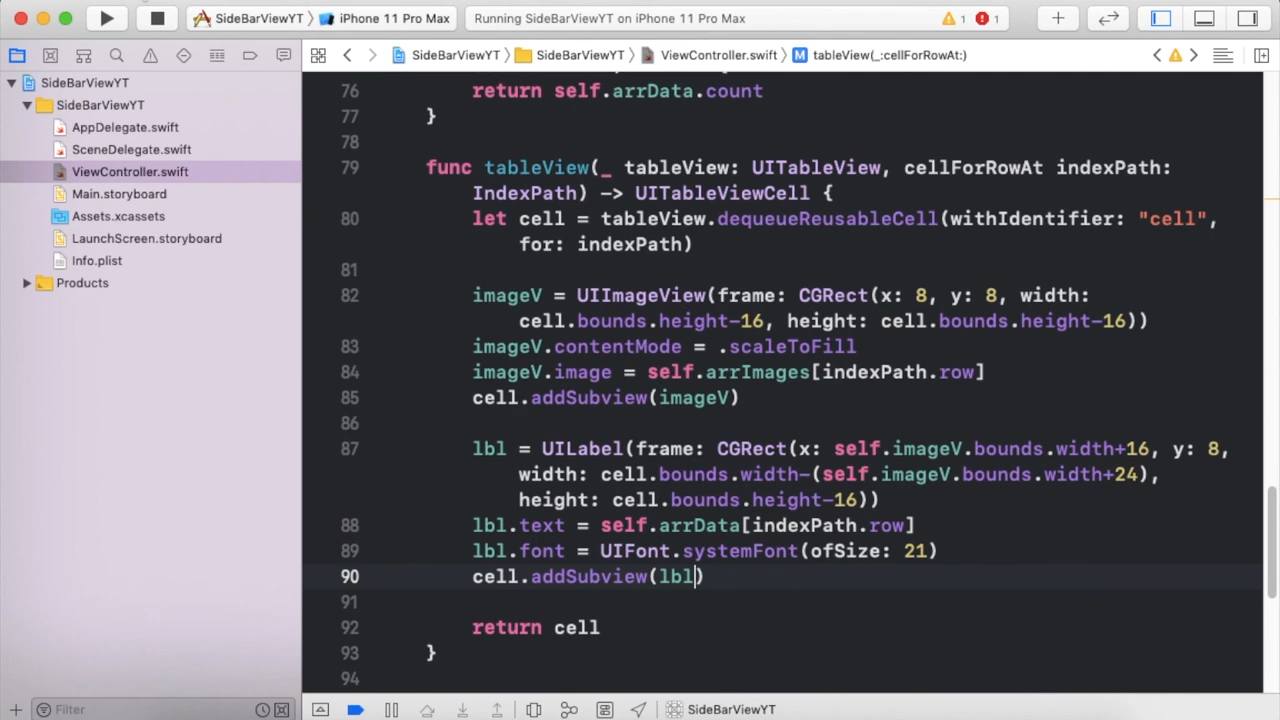 SideBarViewYT iPhone 11 Pro Max Running SideBarViewYT on iPhone 11 Pro Max 1 1
SideBarViewYT SideBarViewYT ViewController.swift M tableView(_:cellForRowAt:)
SideBarViewYT
SideBarViewYT
AppDelegate.swift
SceneDelegate.swift
ViewController.swift
Main.storyboard
Assets.xcassets
LaunchScreen.storyboard
Info.plist
Products
76 return self.arrData.count
77 }
78
79 func tableView(_ tableView: UITableView, cellForRowAt indexPath:
IndexPath) -> UITableViewCell {
80 let cell = tableView.dequeueReusableCell(withIdentifier: "cell",
for: indexPath)
81
82 imageV = UIImageView(frame: CGRect(x: 8, y: 8, width:
cell.bounds.height-16, height: cell.bounds.height-16))
83 imageV.contentMode = .scaleToFill
84 imageV.image = self.arrImages[indexPath.row]
85 cell.addSubview(imageV)
86
87 lbl = UILabel(frame: CGRect(x: self.imageV.bounds.width+16, y: 8,
width: cell.bounds.width-(self.imageV.bounds.width+24),
height: cell.bounds.height-16))
88 lbl.text = self.arrData[indexPath.row]
89 lbl.font = UIFont.systemFont(ofSize: 21)
90 cell.addSubview(lbl)
91
92 return cell
93 }
94
Filter
SideBarViewYT